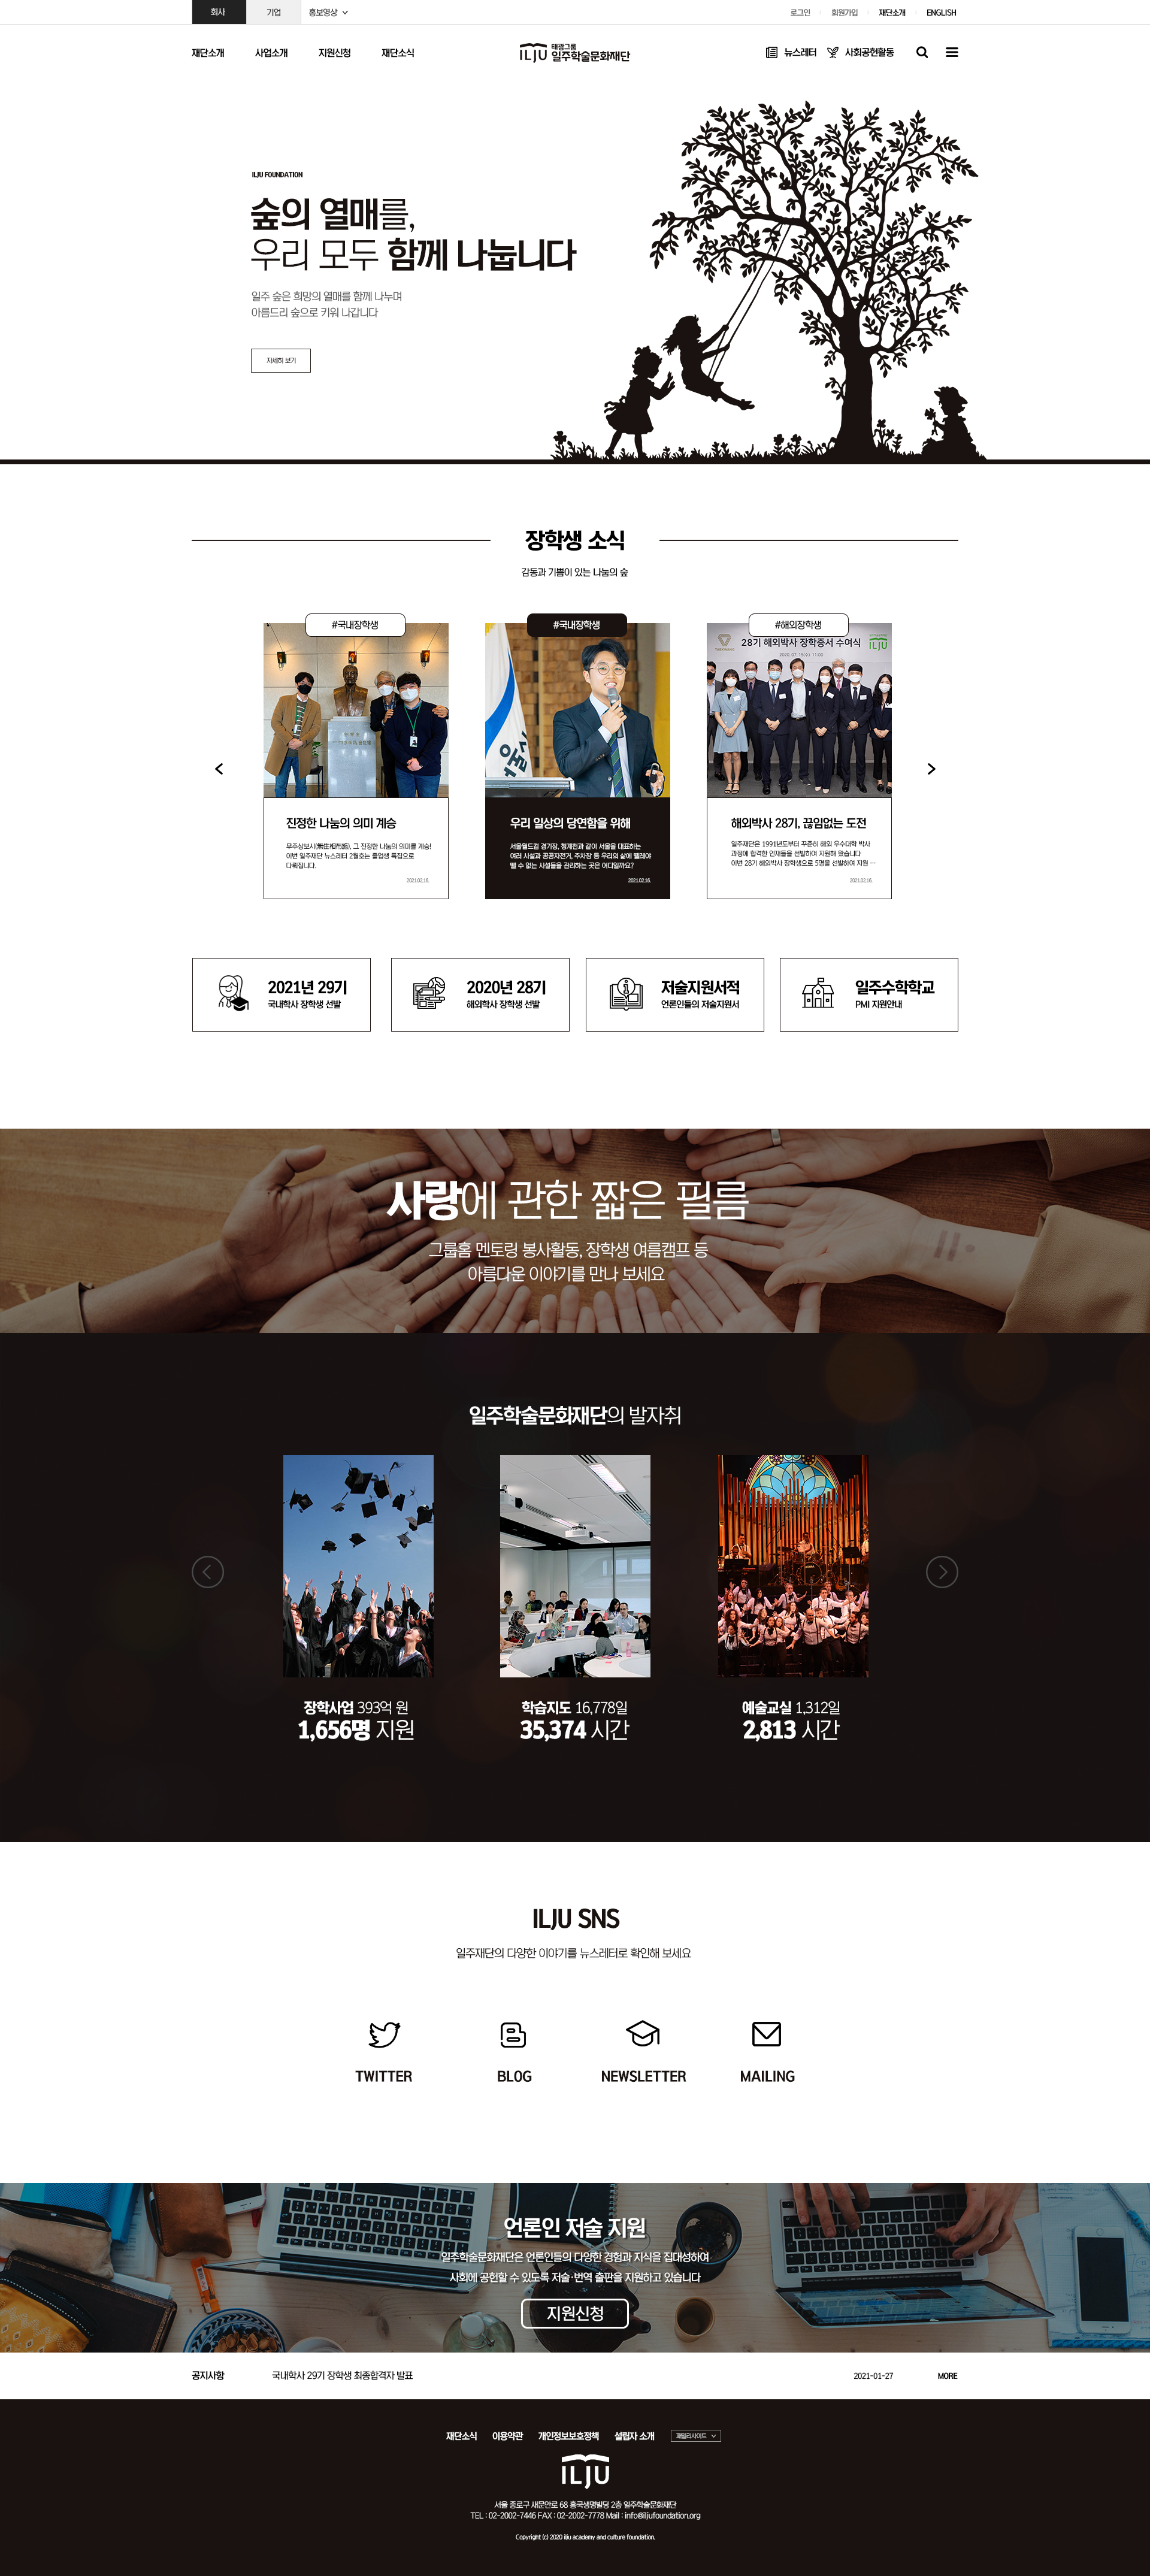 회사
기업
홍보영상
로그인
회원가입
재단소개
ENGLISH
재단소개
사업소개
지원신청
재단소식
ILJU
태광그룹
일주학술문화재단
뉴스레터
사회공헌활동
ILJU FOUNDATION
숲의 열매를,
우리 모두 함께 나눕니다
일주 숲은 희망의 열매를 함께 나누며
아름드리 숲으로 키워 나갑니다
자세히 보기
장학생 소식
감동과 기쁨이 있는 나눔의 숲
#국내장학생
진정한 나눔의 의미 계승
이번 일주재단 뉴스레터 2월호는 졸업생 특집으로
다뤄집니다.
2021.02.16.
#국내장학생
우리 일상의 당연함을 위해
서울월드컵 경기장, 청계천과 같이 서울을 대표하는
여러 시설과 공공자전거, 주차장 등 우리의 삶에 뗄레야
뗄 수 없는 시설들을 관리하는 곳은 어디일까요?
2021.02.16.
#해외장학생
28기 해외박사 장학증서 수여식
ILJU
해외박사 28기, 끊임없는 도전
일주재단은 1991년도부터 꾸준히 해외 우수대학 박사
과정에 합격한 인재들을 선발하여 지원해 왔습니다
이번 28기 해외박사 장학생으로 5명을 선발하여 지원 …
2021.02.16.
2021년 29기
국내학사 장학생 선발
2020년 28기
해외학사 장학생 선발
저술지원서적
언론인들의 저술지원서
일주수학학교
PMI 지원안내
사랑에 관한 짧은 필름
그룹홈 멘토링 봉사활동, 장학생 여름캠프 등
아름다운 이야기를 만나 보세요
일주학술문화재단의 발자취
장학사업 393억 원
1,656명 지원
학습지도 16,778일
35,374 시간
예술교실 1,312일
2,813 시간
ILJU SNS
일주재단의 다양한 이야기를 뉴스레터로 확인해 보세요
TWITTER
BLOG
NEWSLETTER
MAILING
언론인 저술 지원
일주학술문화재단은 언론인들의 다양한 경험과 지식을 집대성하여
사회에 공헌할 수 있도록 저술·번역 출판을 지원하고 있습니다
지원신청
공지사항
국내학사 29기 장학생 최종합격자 발표
2021-01-27
MORE
재단소식
이용약관
개인정보보호정책
설립자 소개
패밀리사이트
ILJU
서울 종로구 새문안로 68 흥국생명빌딩 2층 일주학술문화재단
TEL : 02-2002-7446 FAX : 02-2002-7778 Mail : info@iljufoundation.org
Copyright (c) 2020 ilju academy and culture foundation.